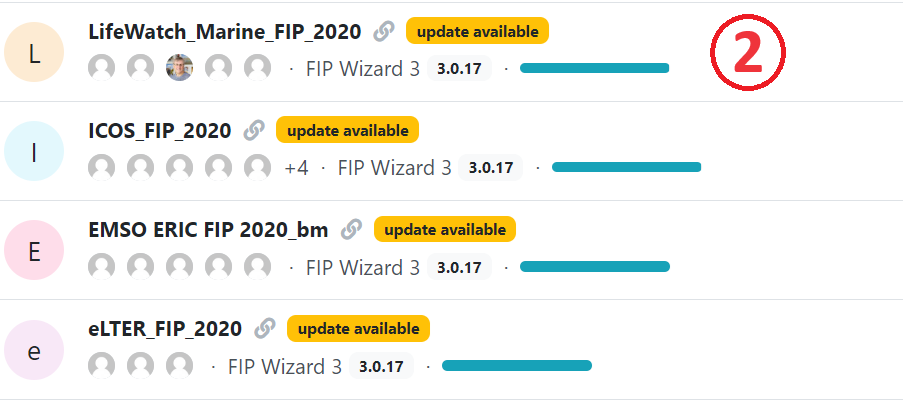 L LifeWatch_Marine_FIP_2020 update available 2
· FIP Wizard 3 3.0.17 ·
I ICOS_FIP_2020 update available
+4 · FIP Wizard 3 3.0.17 ·
E EMSO ERIC FIP 2020_bm update available
· FIP Wizard 3 3.0.17 ·
e eLTER_FIP_2020 update available
· FIP Wizard 3 3.0.17 ·